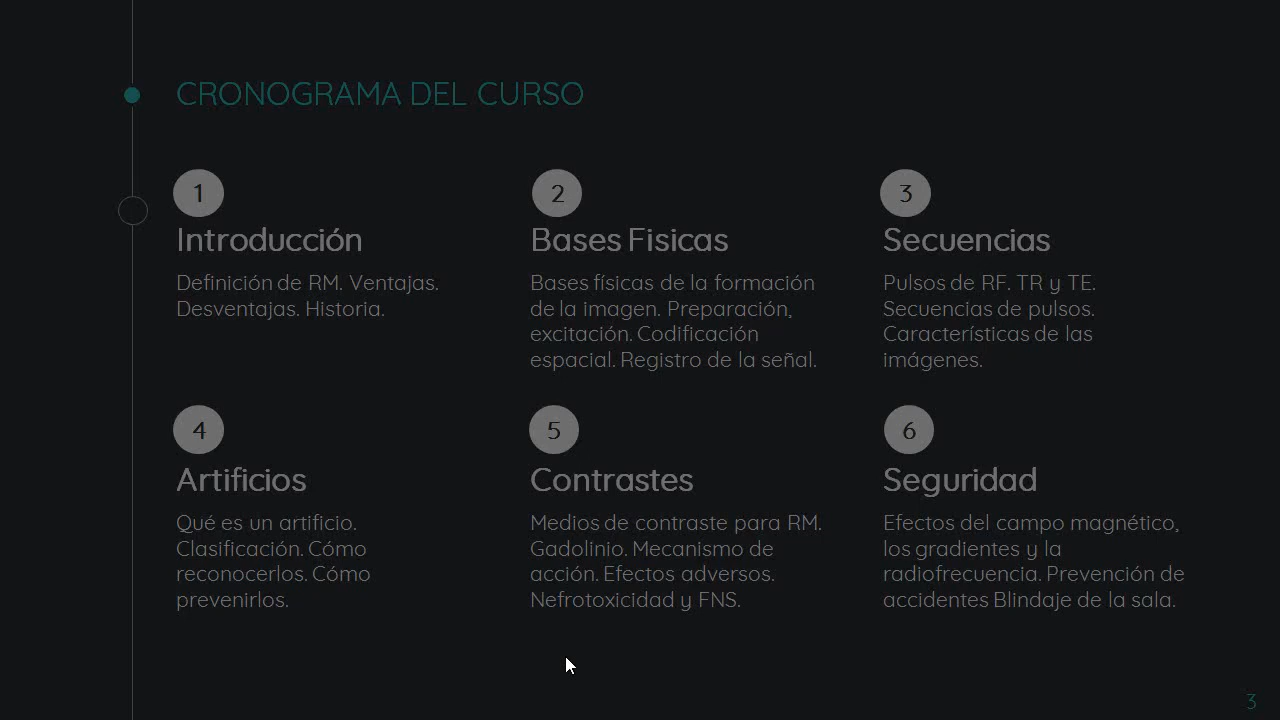 CRONOGRAMA DEL CURSO
1
Introducción
Definición de RM. Ventajas.
Desventajas. Historia.
2
Bases Fisicas
Bases físicas de la formación
de la imagen. Preparación,
excitación. Codificación
espacial. Registro de la señal.
3
Secuencias
Pulsos de RF. TR y TE.
Secuencias de pulsos.
Características de las
imágenes.
4
Artificios
Qué es un artificio.
Clasificación. Cómo
reconocerlos. Cómo
prevenirlos.
5
Contrastes
Medios de contraste para RM.
Gadolinio. Mecanismo de
acción. Efectos adversos.
Nefrotoxicidad y FNS.
6
Seguridad
Efectos del campo magnético,
los gradientes y la
radiofrecuencia. Prevención de
accidentes Blindaje de la sala.
3